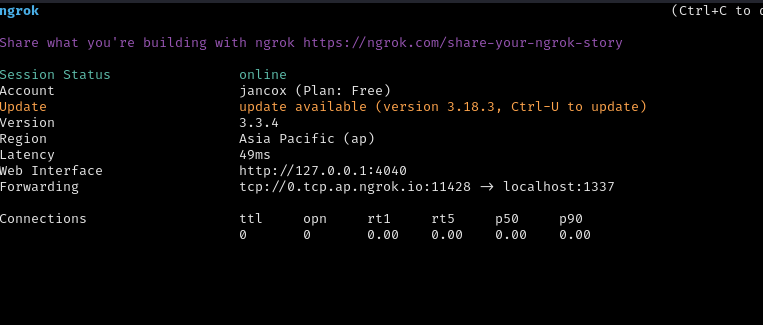 ngrok (Ctrl+C to
Share what you're building with ngrok https://ngrok.com/share-your-ngrok-story
Session Status online
Account jancox (Plan: Free)
Update update available (version 3.18.3, Ctrl-U to update)
Version 3.3.4
Region Asia Pacific (ap)
Latency 49ms
Web Interface http://127.0.0.1:4040
Forwarding tcp://0.tcp.ap.ngrok.io:11428 -> localhost:1337
Connections ttl opn rt1 rt5 p50 p90
0 0 0.00 0.00 0.00 0.00